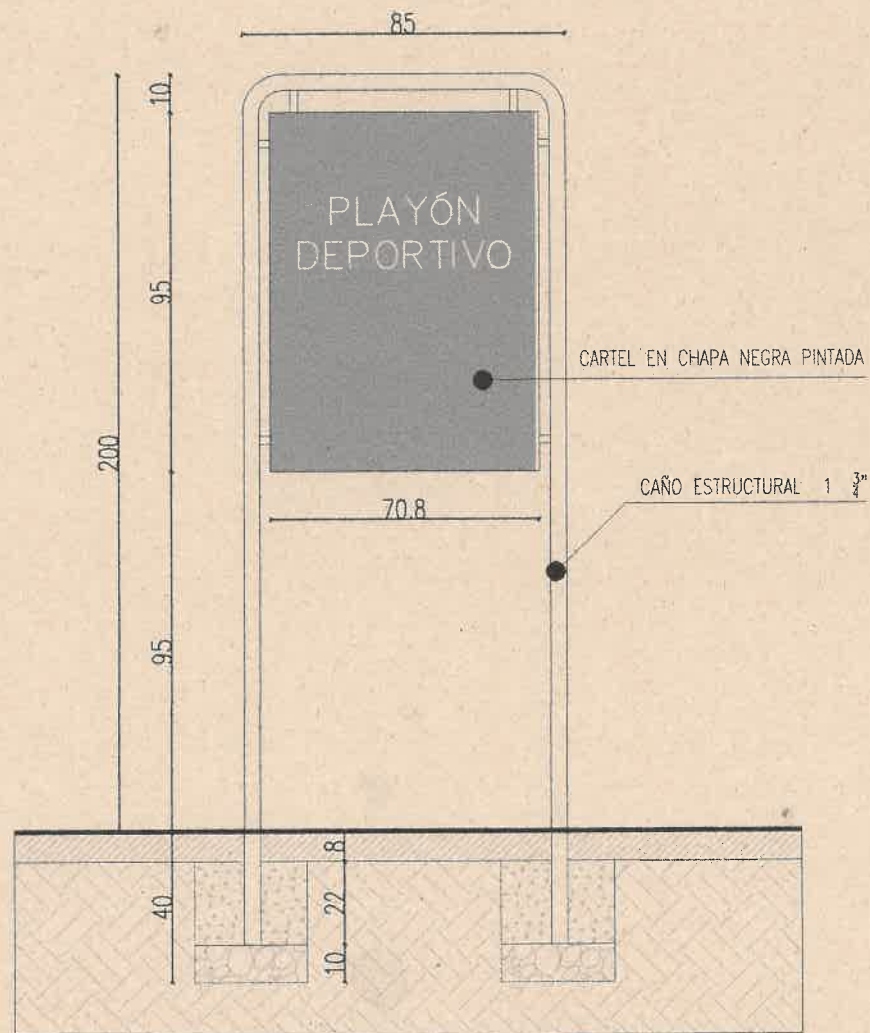 85
10
PLAYÓN
DEPORTIVO
95
CARTEL EN CHAPA NEGRA PINTADA
200
CAÑO ESTRUCTURAL 1 3/4"
70.8
95
8
40
22
10